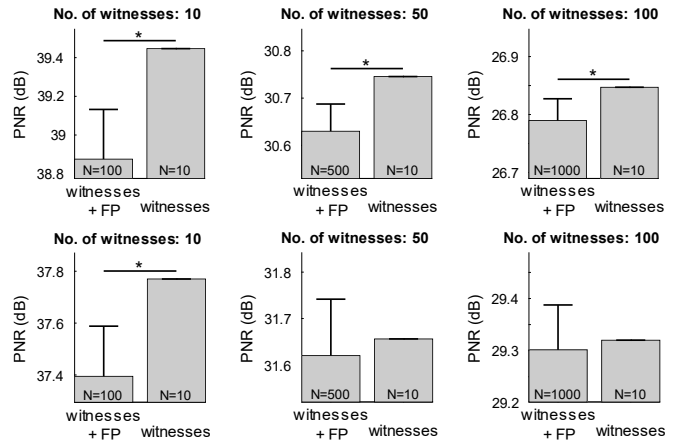 No. of witnesses: 10
PNR (dB)
39.4
39.2
39
38.8
*
N=100
N=10
witnesses
+ FP
witnesses
No. of witnesses: 50
PNR (dB)
30.8
30.7
30.6
*
N=500
N=10
witnesses
+ FP
witnesses
No. of witnesses: 100
PNR (dB)
26.9
26.8
26.7
*
N=1000
N=10
witnesses
+ FP
witnesses
No. of witnesses: 10
PNR (dB)
37.8
37.6
37.4
*
N=100
N=10
witnesses
+ FP
witnesses
No. of witnesses: 50
PNR (dB)
31.8
31.7
31.6
N=500
N=10
witnesses
+ FP
witnesses
No. of witnesses: 100
PNR (dB)
29.4
29.3
29.2
N=1000
N=10
witnesses
+ FP
witnesses